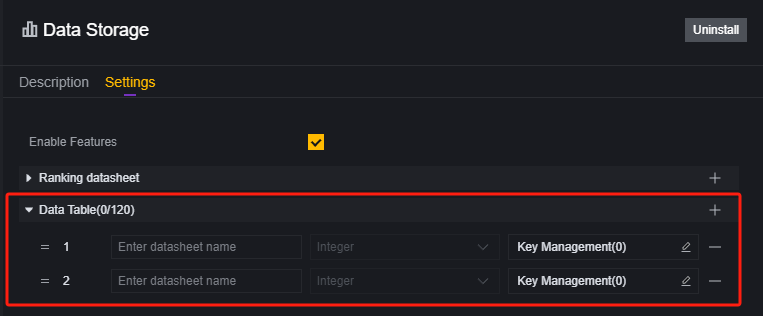 Data Storage
Uninstall
Description Settings
Enable Features
Ranking datasheet
Data Table(0/120)
1 Enter datasheet name Integer Key Management(0)
2 Enter datasheet name Integer Key Management(0)